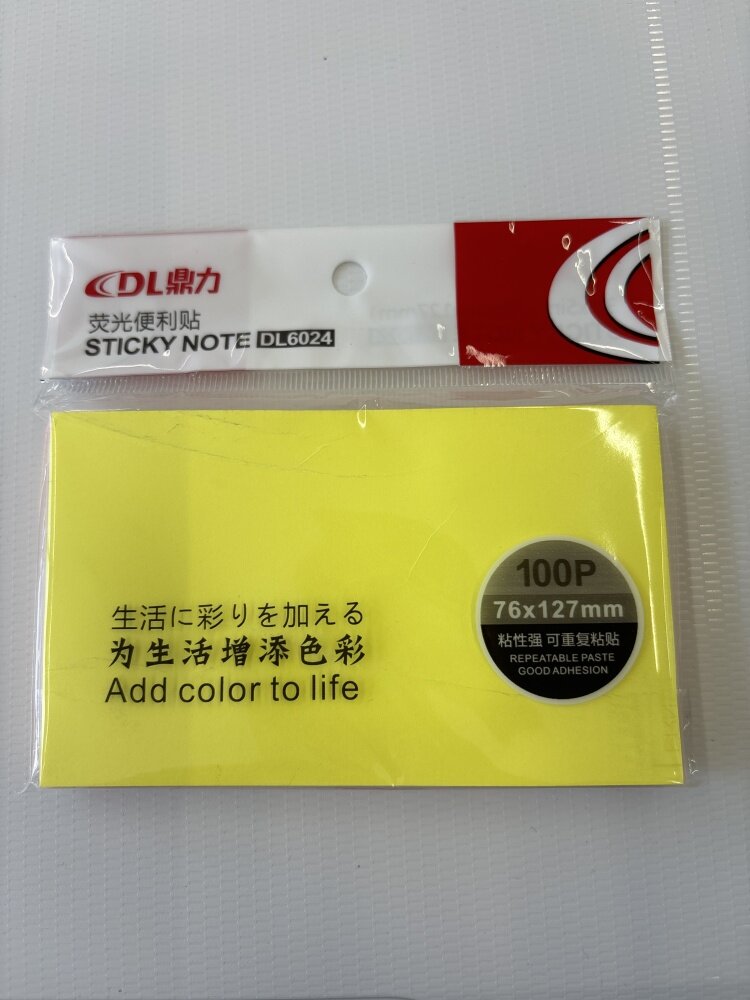 CDL鼎力
荧光便利贴
STICKY NOTE DL6024
100P
76x127mm
粘性强 可重复粘贴
REPEATABLE PASTE
GOOD ADHESION
生活に彩りを加える
为生活增添色彩
Add color to life